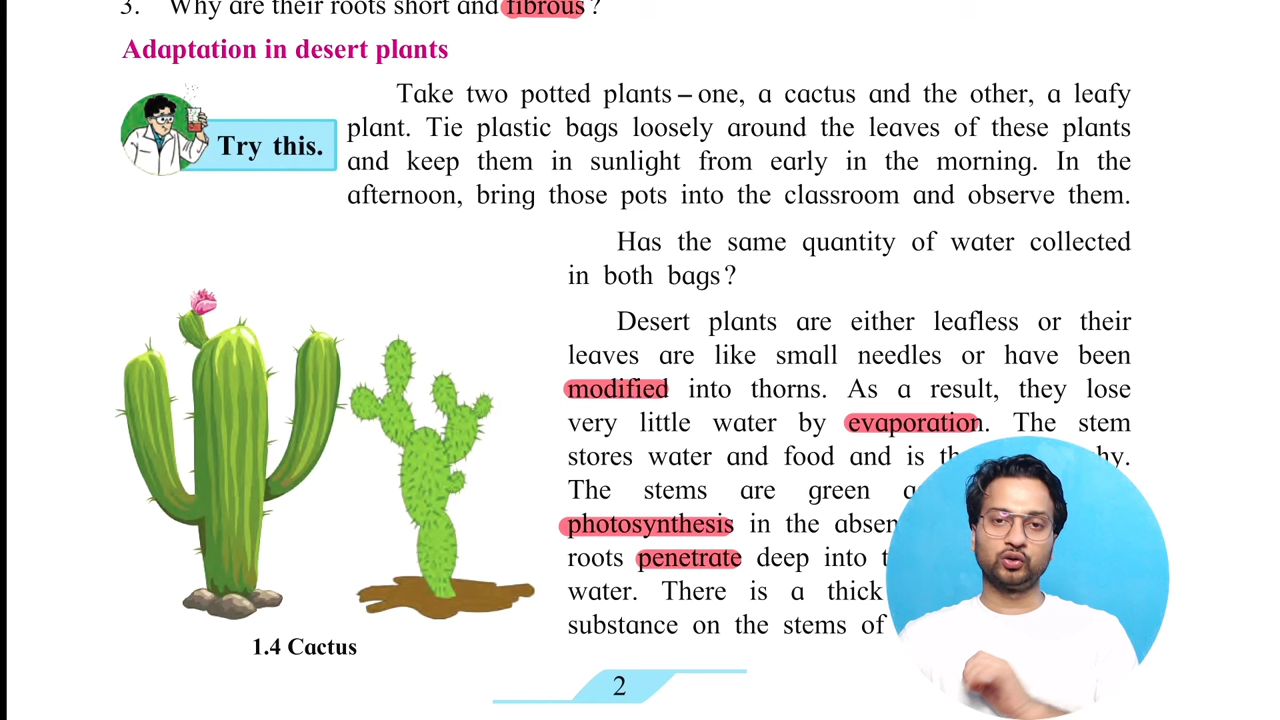 3. Why are their roots short and fibrous ?
Adaptation in desert plants
Try this.
Take two potted plants – one, a cactus and the other, a leafy
plant. Tie plastic bags loosely around the leaves of these plants
and keep them in sunlight from early in the morning. In the
afternoon, bring those pots into the classroom and observe them.
Has the same quantity of water collected
in both bags ?
Desert plants are either leafless or their
leaves are like small needles or have been
modified into thorns. As a result, they lose
very little water by evaporation. The stem
stores water and food and is
The stems are green
photosynthesis in the
roots penetrate deep into
water. There is a thick
substance on the stems of
1.4 Cactus
2